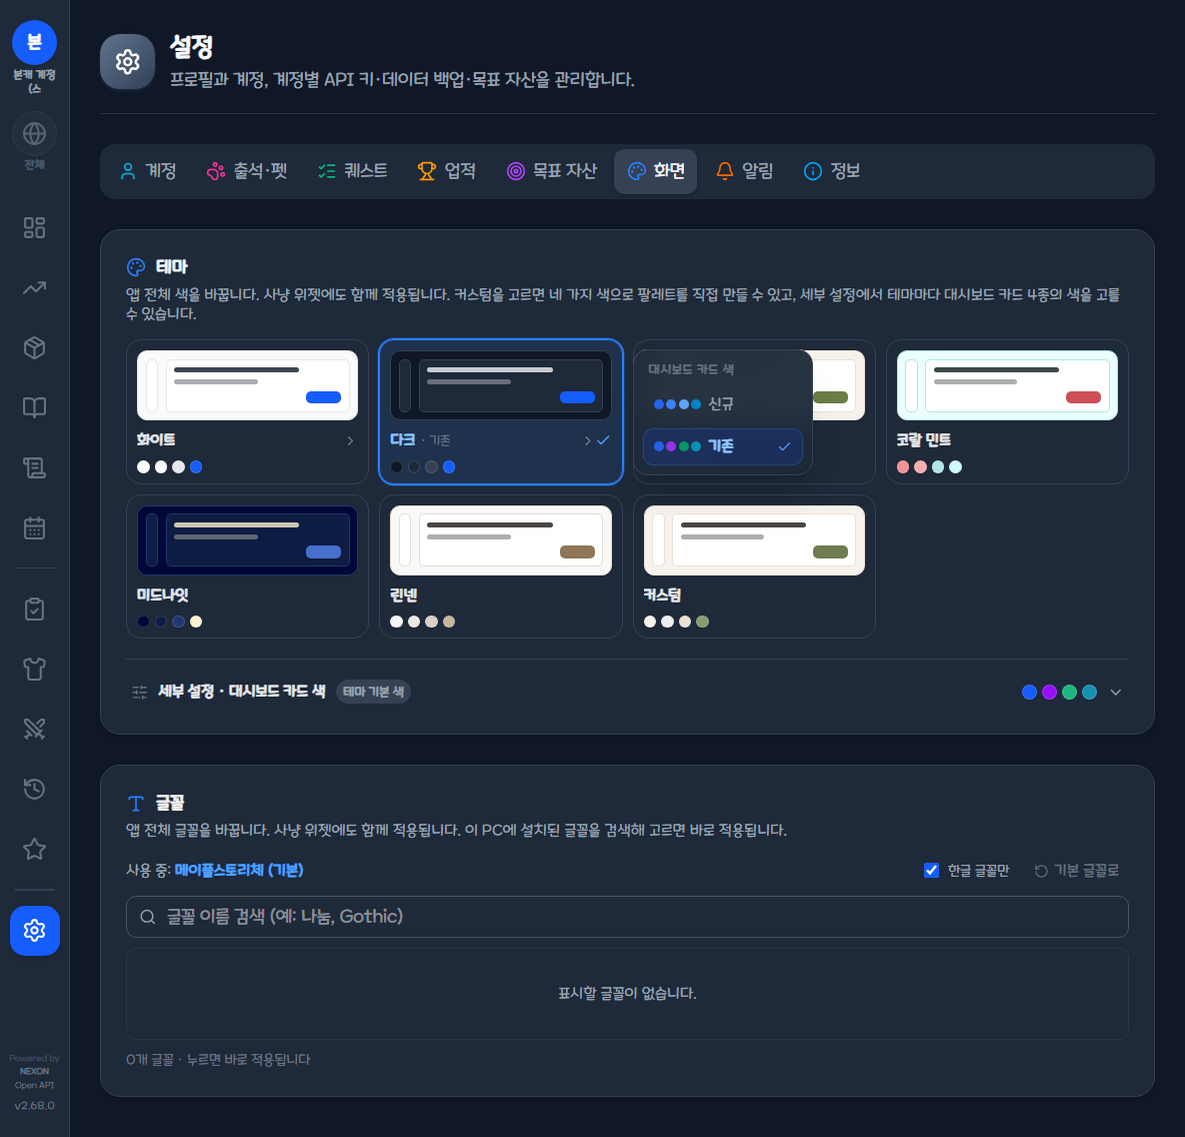 본
본캐 계정
(스
전체
Powered by
NEXON
Open API
v2.68.0
설정
프로필과 계정, 계정별 API 키·데이터 백업·목표 자산을 관리합니다.
계정
출석·펫
퀘스트
업적
목표 자산
화면
알림
정보
테마
앱 전체 색을 바꿉니다. 사냥 위젯에도 함께 적용됩니다. 커스텀을 고르면 네 가지 색으로 팔레트를 직접 만들 수 있고, 세부 설정에서 테마마다 대시보드 카드 4종의 색을 고를
수 있습니다.
화이트
다크 · 기존
대시보드 카드 색
신규
기존
코랄 민트
미드나잇
린넨
커스텀
세부 설정 · 대시보드 카드 색 테마 기본 색
글꼴
앱 전체 글꼴을 바꿉니다. 사냥 위젯에도 함께 적용됩니다. 이 PC에 설치된 글꼴을 검색해 고르면 바로 적용됩니다.
사용 중: 메이플스토리체 (기본)
한글 글꼴만
기본 글꼴로
글꼴 이름 검색 (예: 나눔, Gothic)
표시할 글꼴이 없습니다.
0개 글꼴 · 누르면 바로 적용됩니다